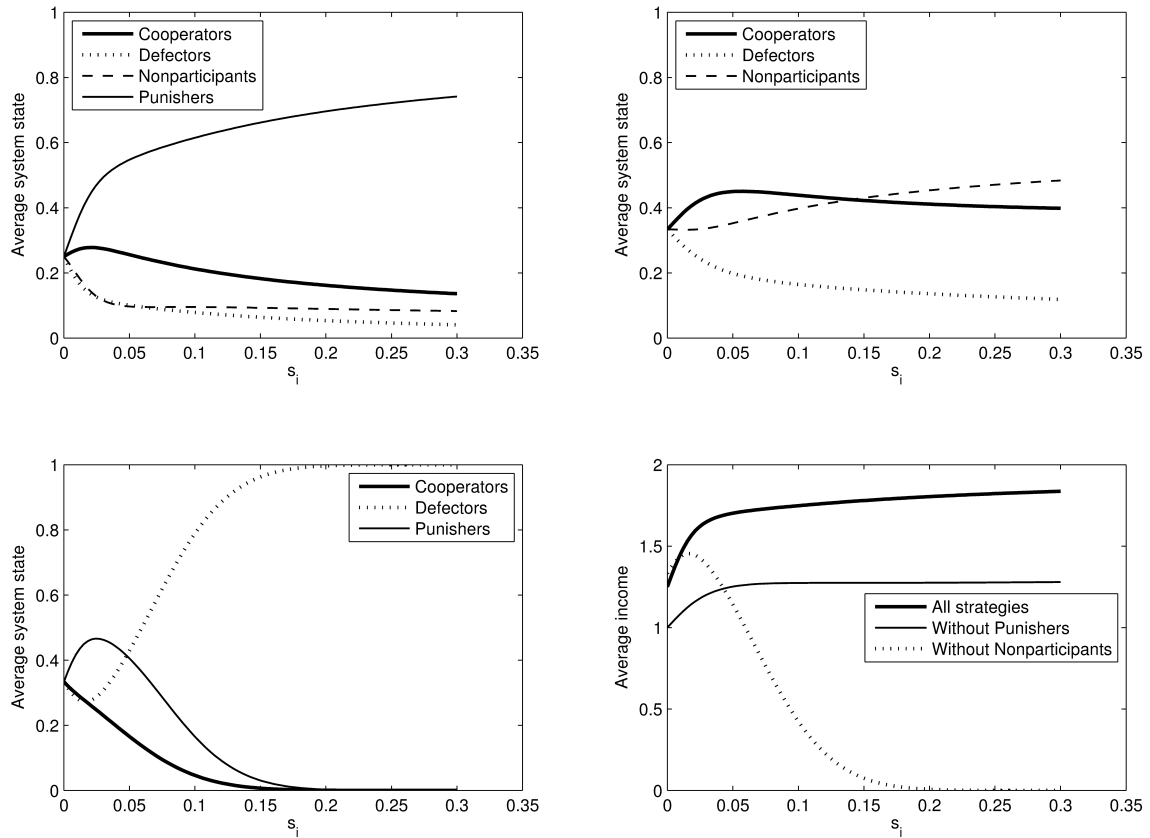 1
0.8
0.6
0.4
0.2
0
Average system state
Cooperators
Defectors
Nonparticipants
Punishers
0 0.05 0.1 0.15 0.2 0.25 0.3 0.35
s_i
1
0.8
0.6
0.4
0.2
0
Average system state
Cooperators
Defectors
Nonparticipants
0 0.05 0.1 0.15 0.2 0.25 0.3 0.35
s_i
1
0.8
0.6
0.4
0.2
0
Average system state
Cooperators
Defectors
Punishers
0 0.05 0.1 0.15 0.2 0.25 0.3 0.35
s_i
2
1.5
1
0.5
0
Average income
All strategies
Without Punishers
Without Nonparticipants
0 0.05 0.1 0.15 0.2 0.25 0.3 0.35
s_i